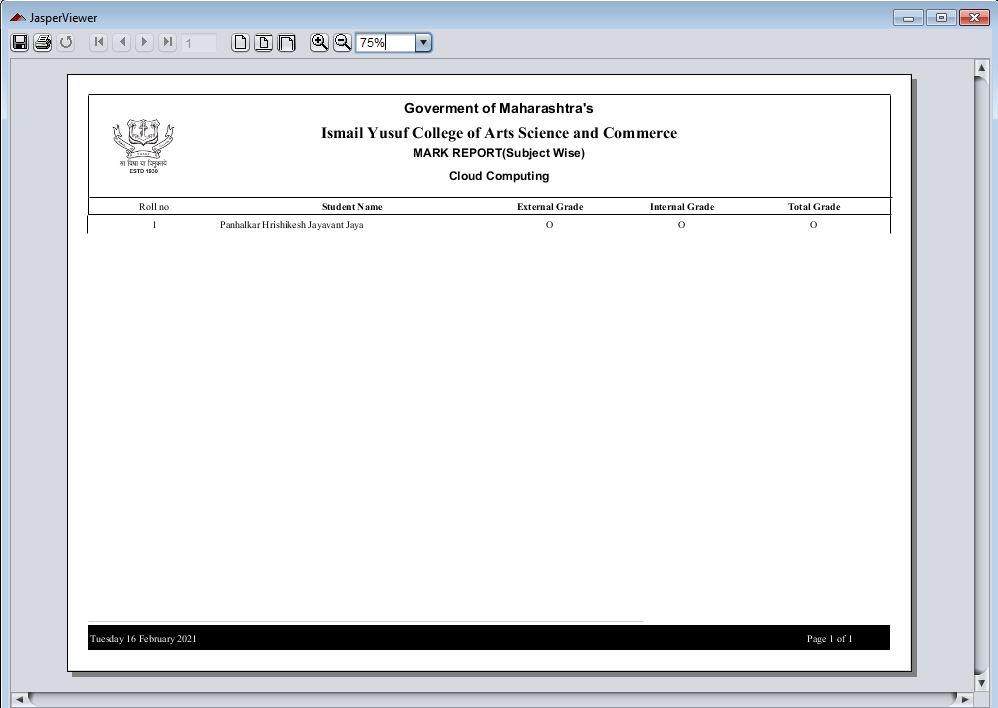 JasperViewer
1
75%
Goverment of Maharashtra's
Ismail Yusuf College of Arts Science and Commerce
MARK REPORT(Subject Wise)
Cloud Computing
सा विद्या या विमुक्तये
ESTD 1930
Roll no Student Name External Grade Internal Grade Total Grade
1 Panhalkar Hrishikesh Jayavant Jaya O O O
Tuesday 16 February 2021 Page 1 of 1